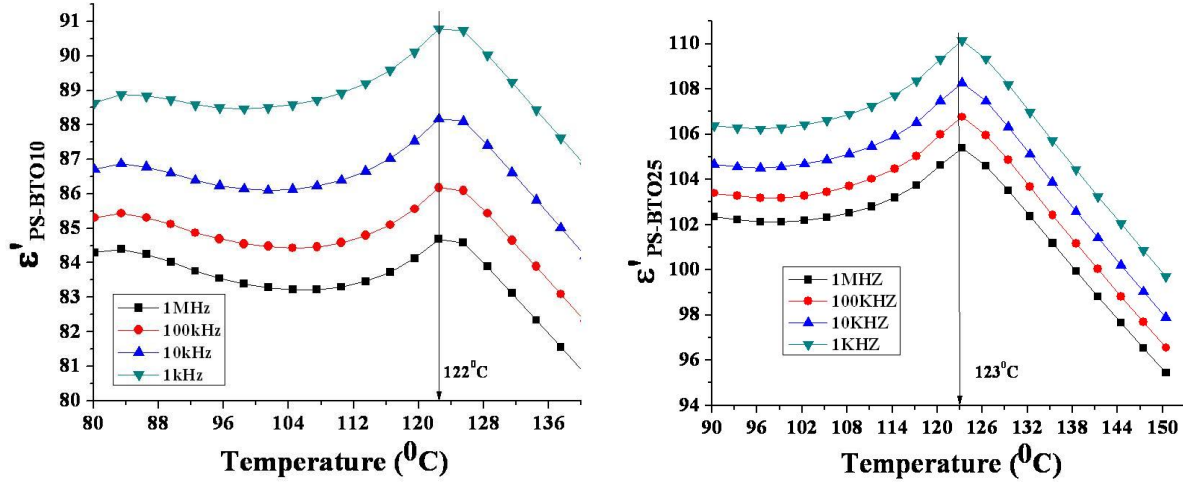 91
90
89
88
87
86
85
84
83
82
81
80
ε'PS-BTO10
1MHz
100kHz
10kHz
1kHz
122⁰C
80 88 96 104 112 120 128 136
Temperature (⁰C)
110
108
106
104
102
100
98
96
94
ε'PS-BTO25
1MHZ
100KHZ
10KHZ
1KHZ
123⁰C
90 96 102 108 114 120 126 132 138 144 150
Temperature (⁰C)